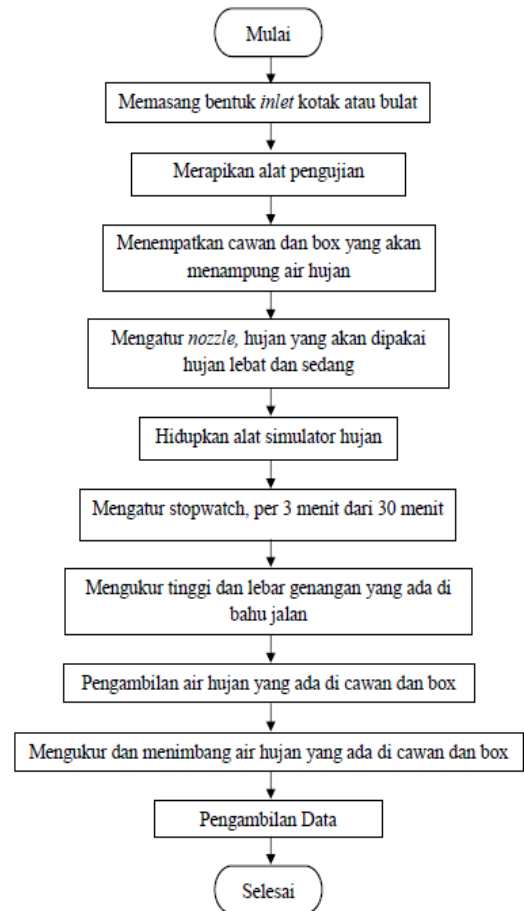 Mulai
Memasang bentuk inlet kotak atau bulat
Merapikan alat pengujian
Menempatkan cawan dan box yang akan
menampung air hujan
Mengatur nozzle, hujan yang akan dipakai
hujan lebat dan sedang
Hidupkan alat simulator hujan
Mengatur stopwatch, per 3 menit dari 30 menit
Mengukur tinggi dan lebar genangan yang ada di
bahu jalan
Pengambilan air hujan yang ada di cawan dan box
Mengukur dan menimbang air hujan yang ada di cawan dan box
Pengambilan Data
Selesai